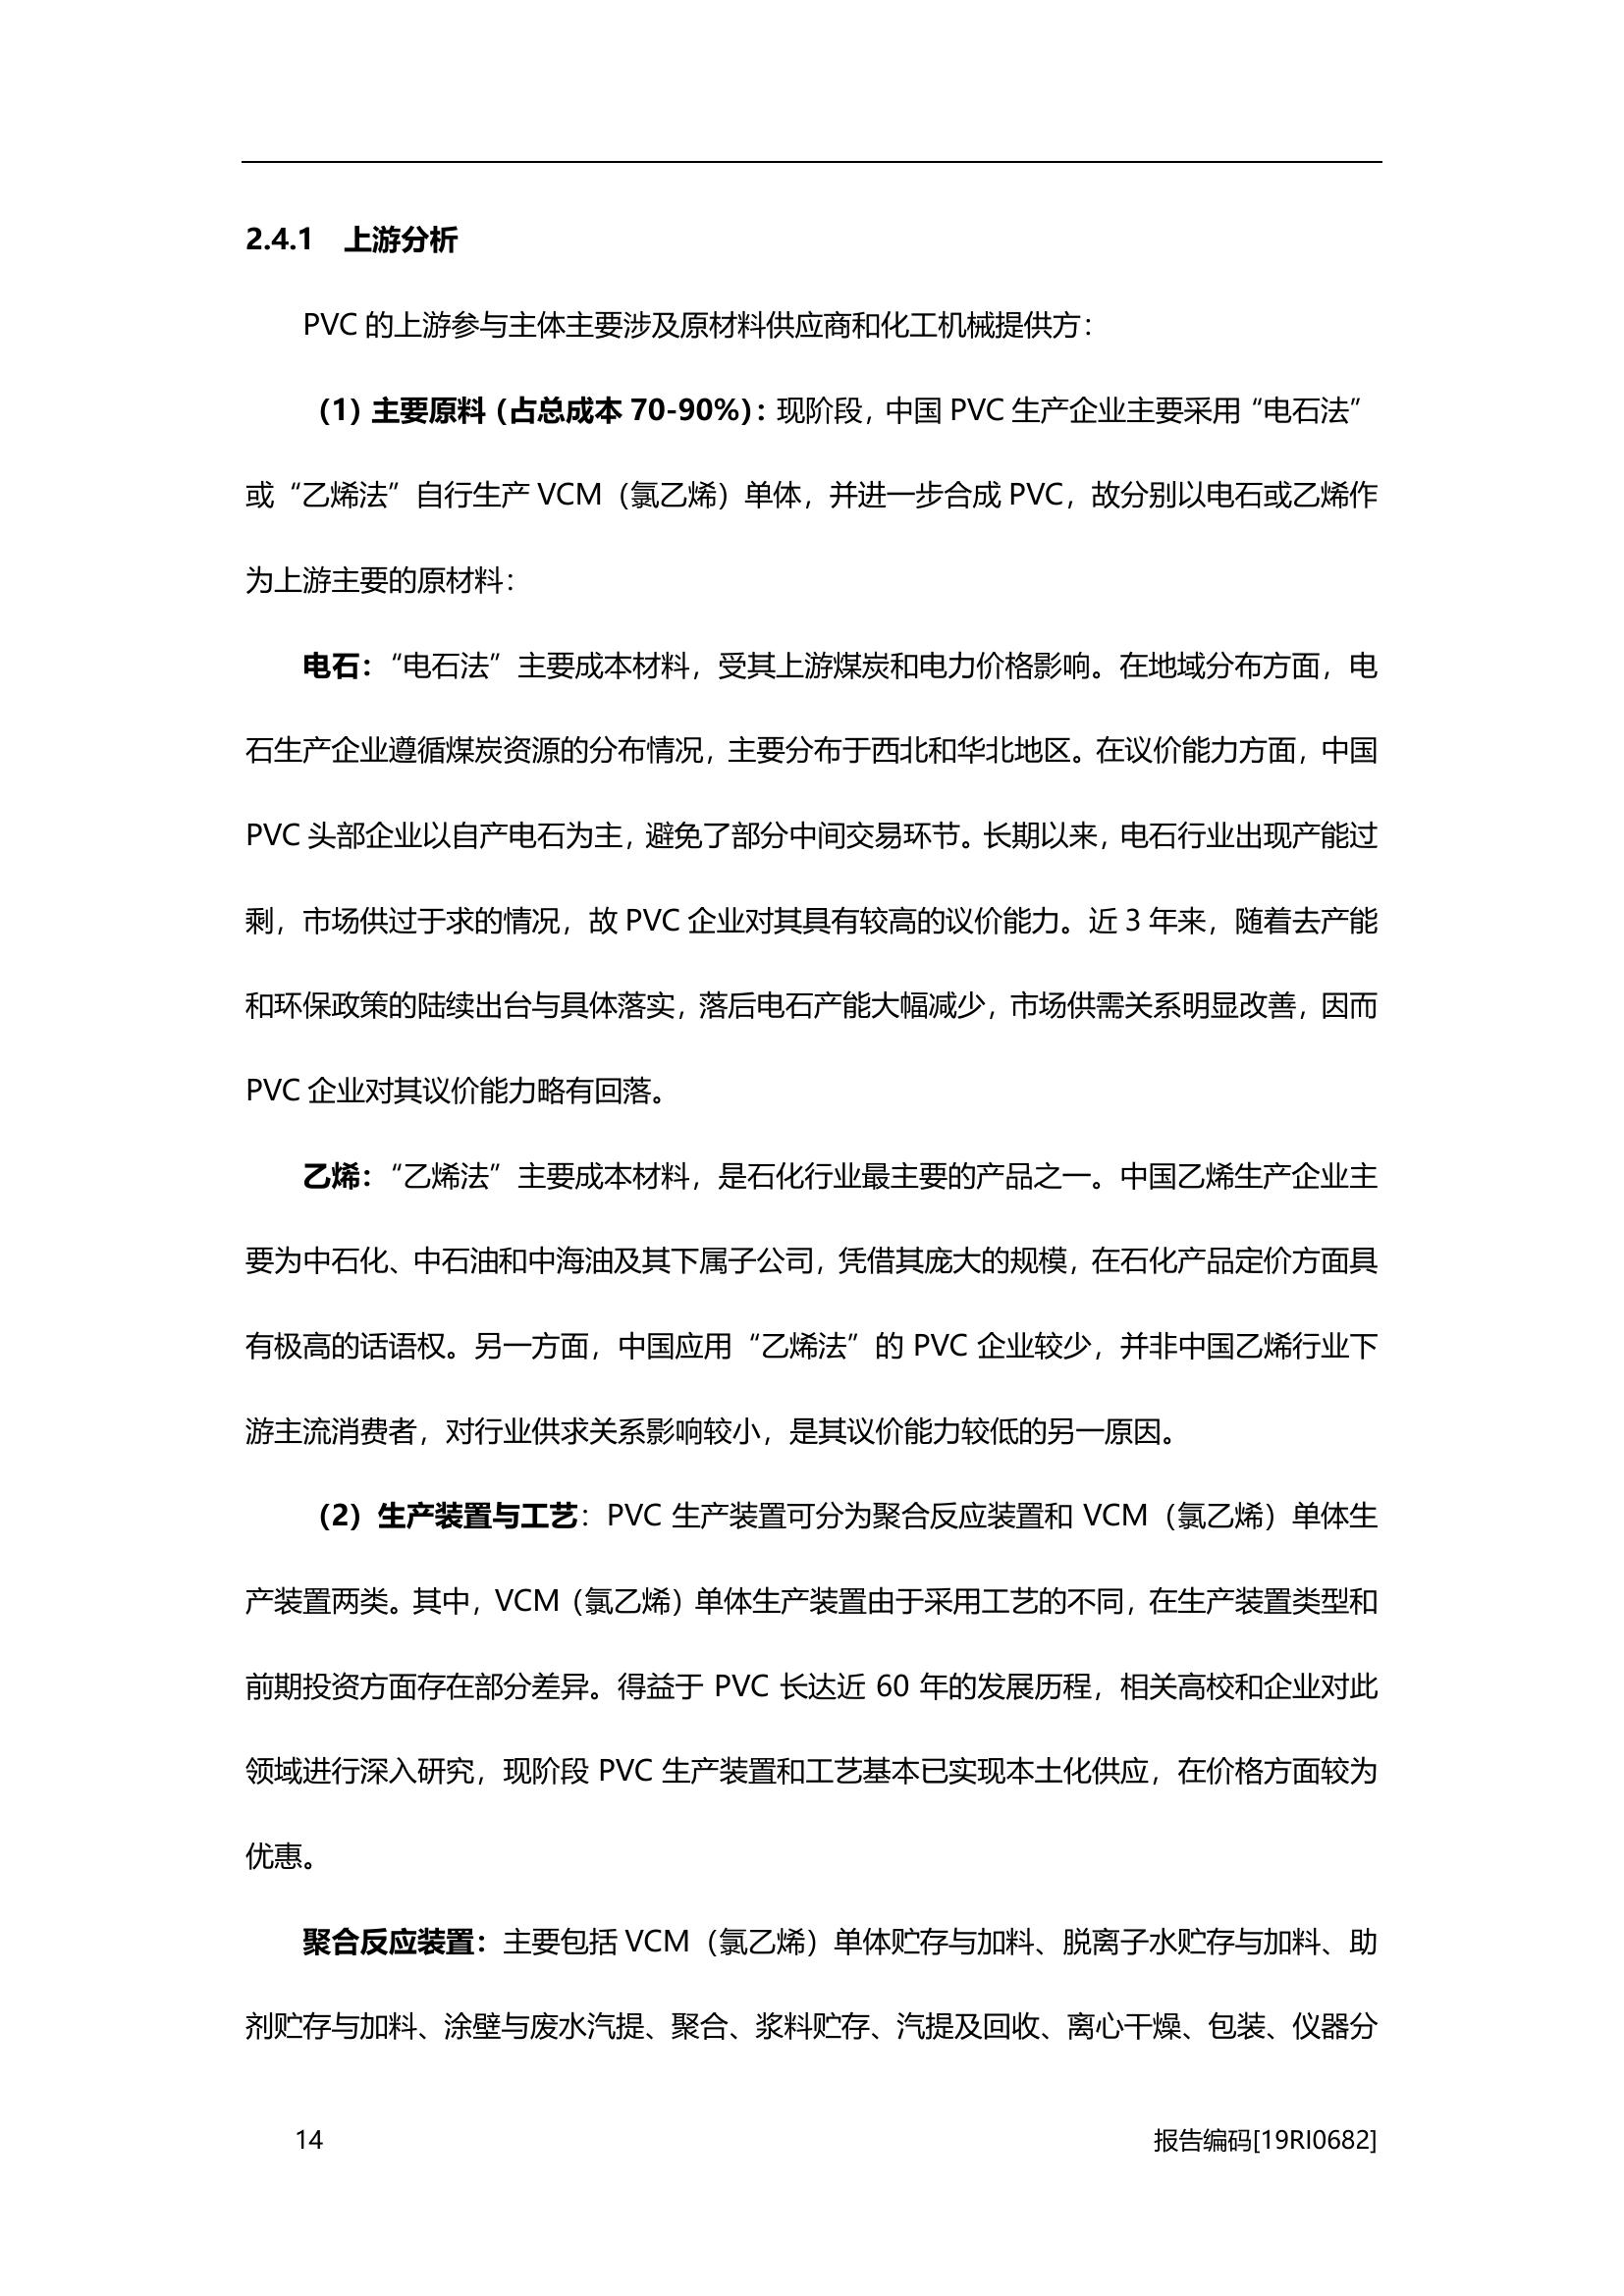 2.4.1 上游分析
PVC 的上游参与主体主要涉及原材料供应商和化工机械提供方：
（1）主要原料（占总成本 70-90%）：现阶段，中国 PVC 生产企业主要采用“电石法”
或“乙烯法”自行生产 VCM（氯乙烯）单体，并进一步合成 PVC，故分别以电石或乙烯作
为上游主要的原材料：
电石：“电石法”主要成本材料，受其上游煤炭和电力价格影响。在地域分布方面，电
石生产企业遵循煤炭资源的分布情况，主要分布于西北和华北地区。在议价能力方面，中国
PVC 头部企业以自产电石为主，避免了部分中间交易环节。长期以来，电石行业出现产能过
剩，市场供过于求的情况，故 PVC 企业对其具有较高的议价能力。近 3 年来，随着去产能
和环保政策的陆续出台与具体落实，落后电石产能大幅减少，市场供需关系明显改善，因而
PVC 企业对其议价能力略有回落。
乙烯：“乙烯法”主要成本材料，是石化行业最主要的产品之一。中国乙烯生产企业主
要为中石化、中石油和中海油及其下属子公司，凭借其庞大的规模，在石化产品定价方面具
有极高的话语权。另一方面，中国应用“乙烯法”的 PVC 企业较少，并非中国乙烯行业下
游主流消费者，对行业供求关系影响较小，是其议价能力较低的另一原因。
（2）生产装置与工艺：PVC 生产装置可分为聚合反应装置和 VCM（氯乙烯）单体生
产装置两类。其中，VCM（氯乙烯）单体生产装置由于采用工艺的不同，在生产装置类型和
前期投资方面存在部分差异。得益于 PVC 长达近 60 年的发展历程，相关高校和企业对此
领域进行深入研究，现阶段 PVC 生产装置和工艺基本已实现本土化供应，在价格方面较为
优惠。
聚合反应装置：主要包括 VCM（氯乙烯）单体贮存与加料、脱离子水贮存与加料、助
剂贮存与加料、涂壁与废水汽提、聚合、浆料贮存、汽提及回收、离心干燥、包装、仪器分
14 报告编码[19RI0682]